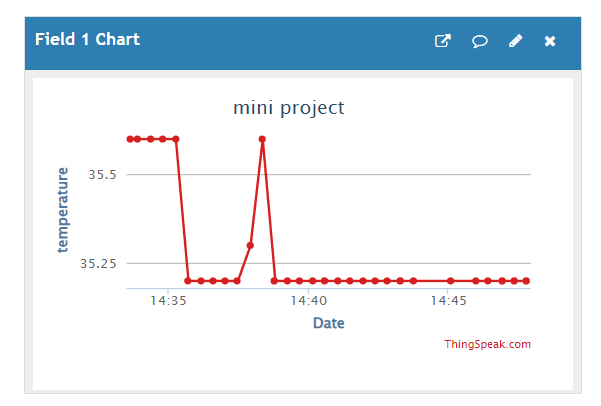 Field 1 Chart
mini project
temperature
35.5
35.25
14:35 14:40 14:45
Date
ThingSpeak.com